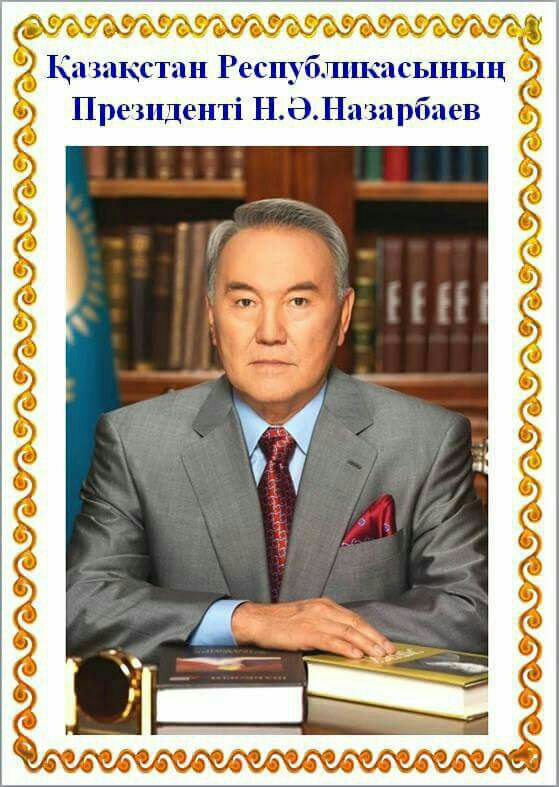 Қазақстан Республикасының
Президенті Н.Ә.Назарбаев